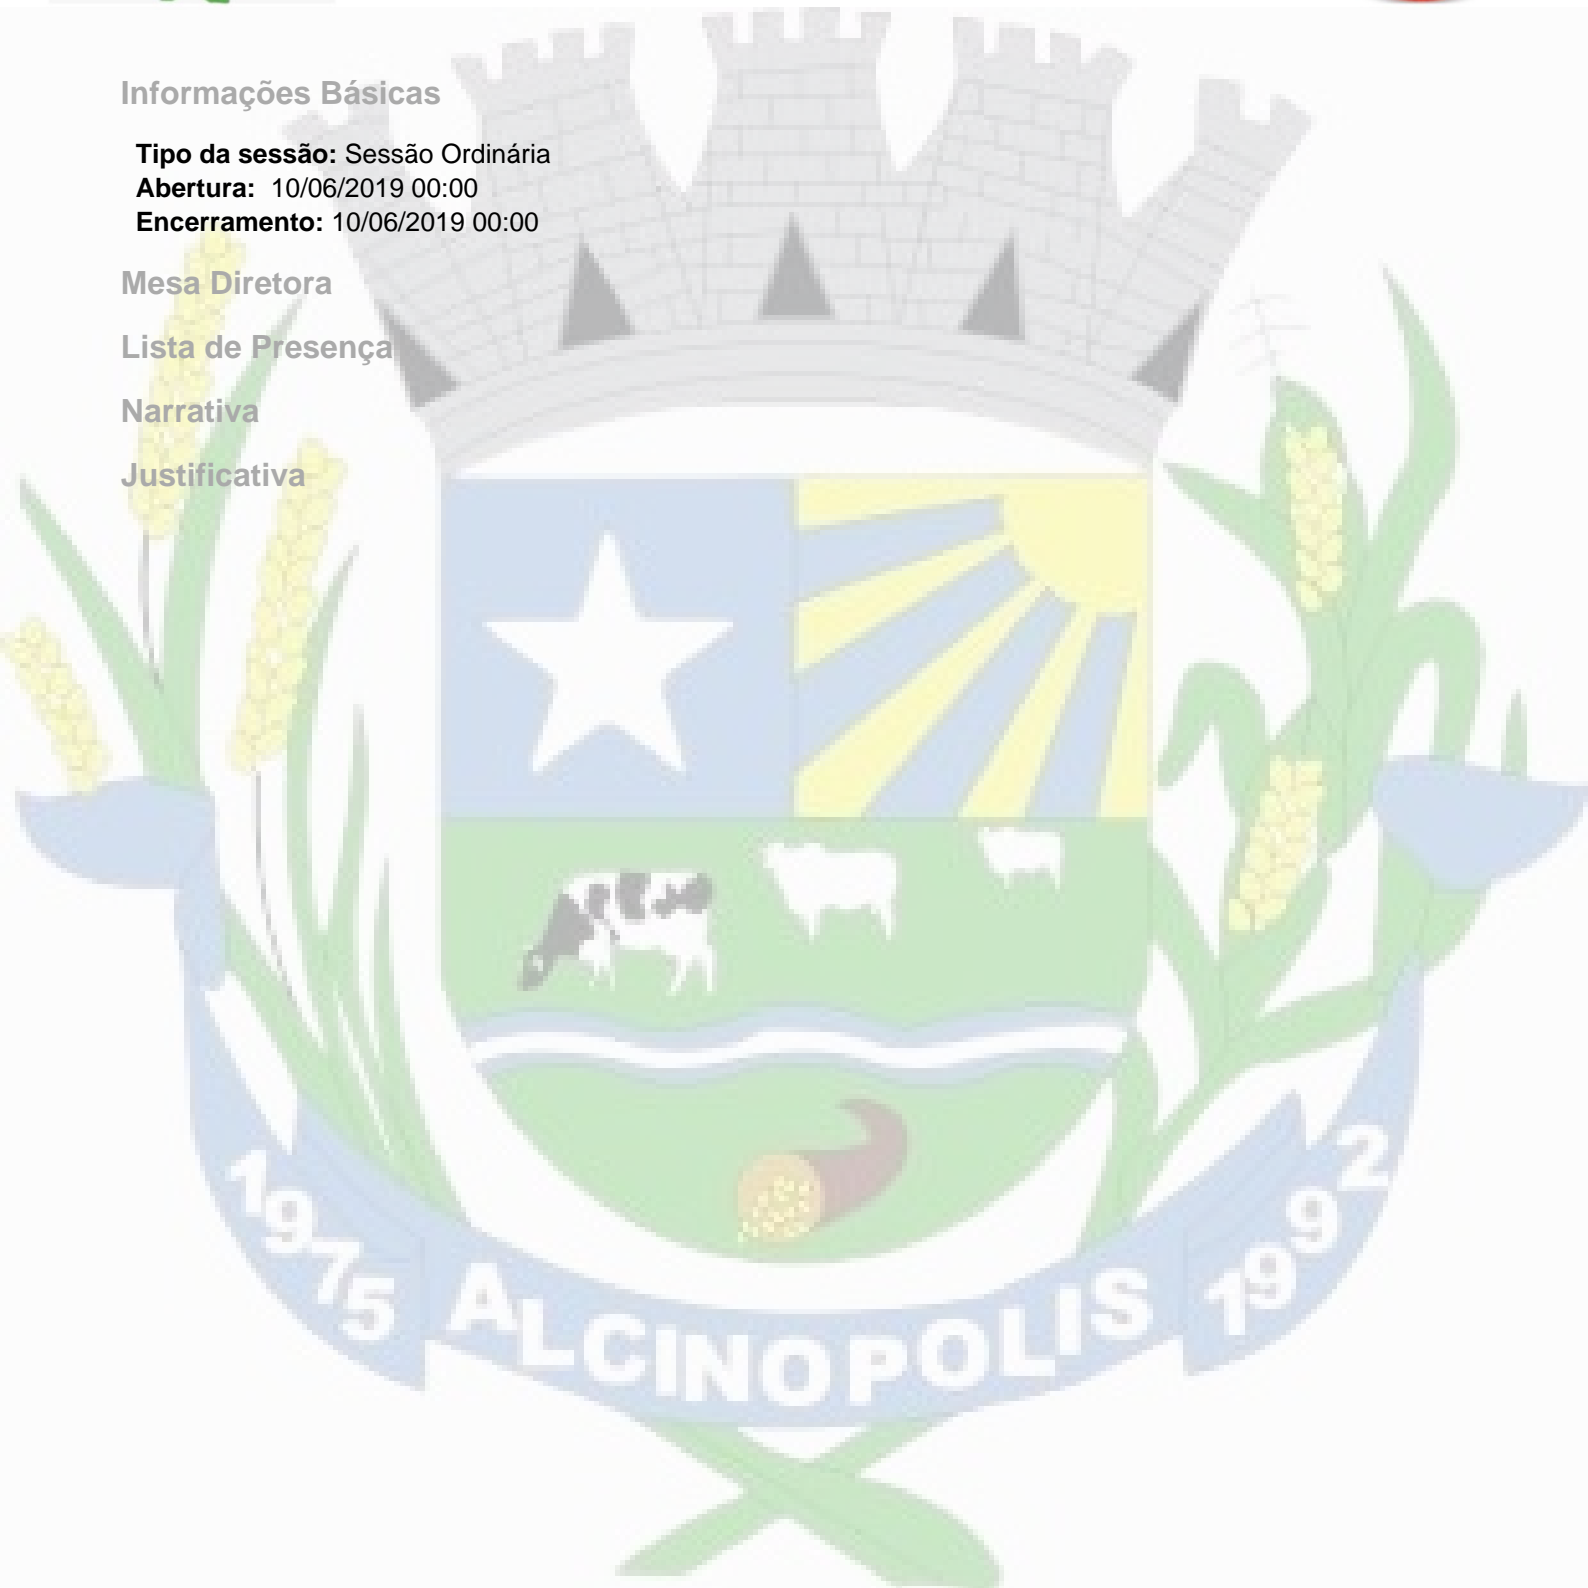 Informações Básicas
Tipo da sessão: Sessão Ordinária
Abertura: 10/06/2019 00:00
Encerramento: 10/06/2019 00:00
Mesa Diretora
Lista de Presença
Narrativa
Justificativa
1975 ALCINOPOLIS 1992